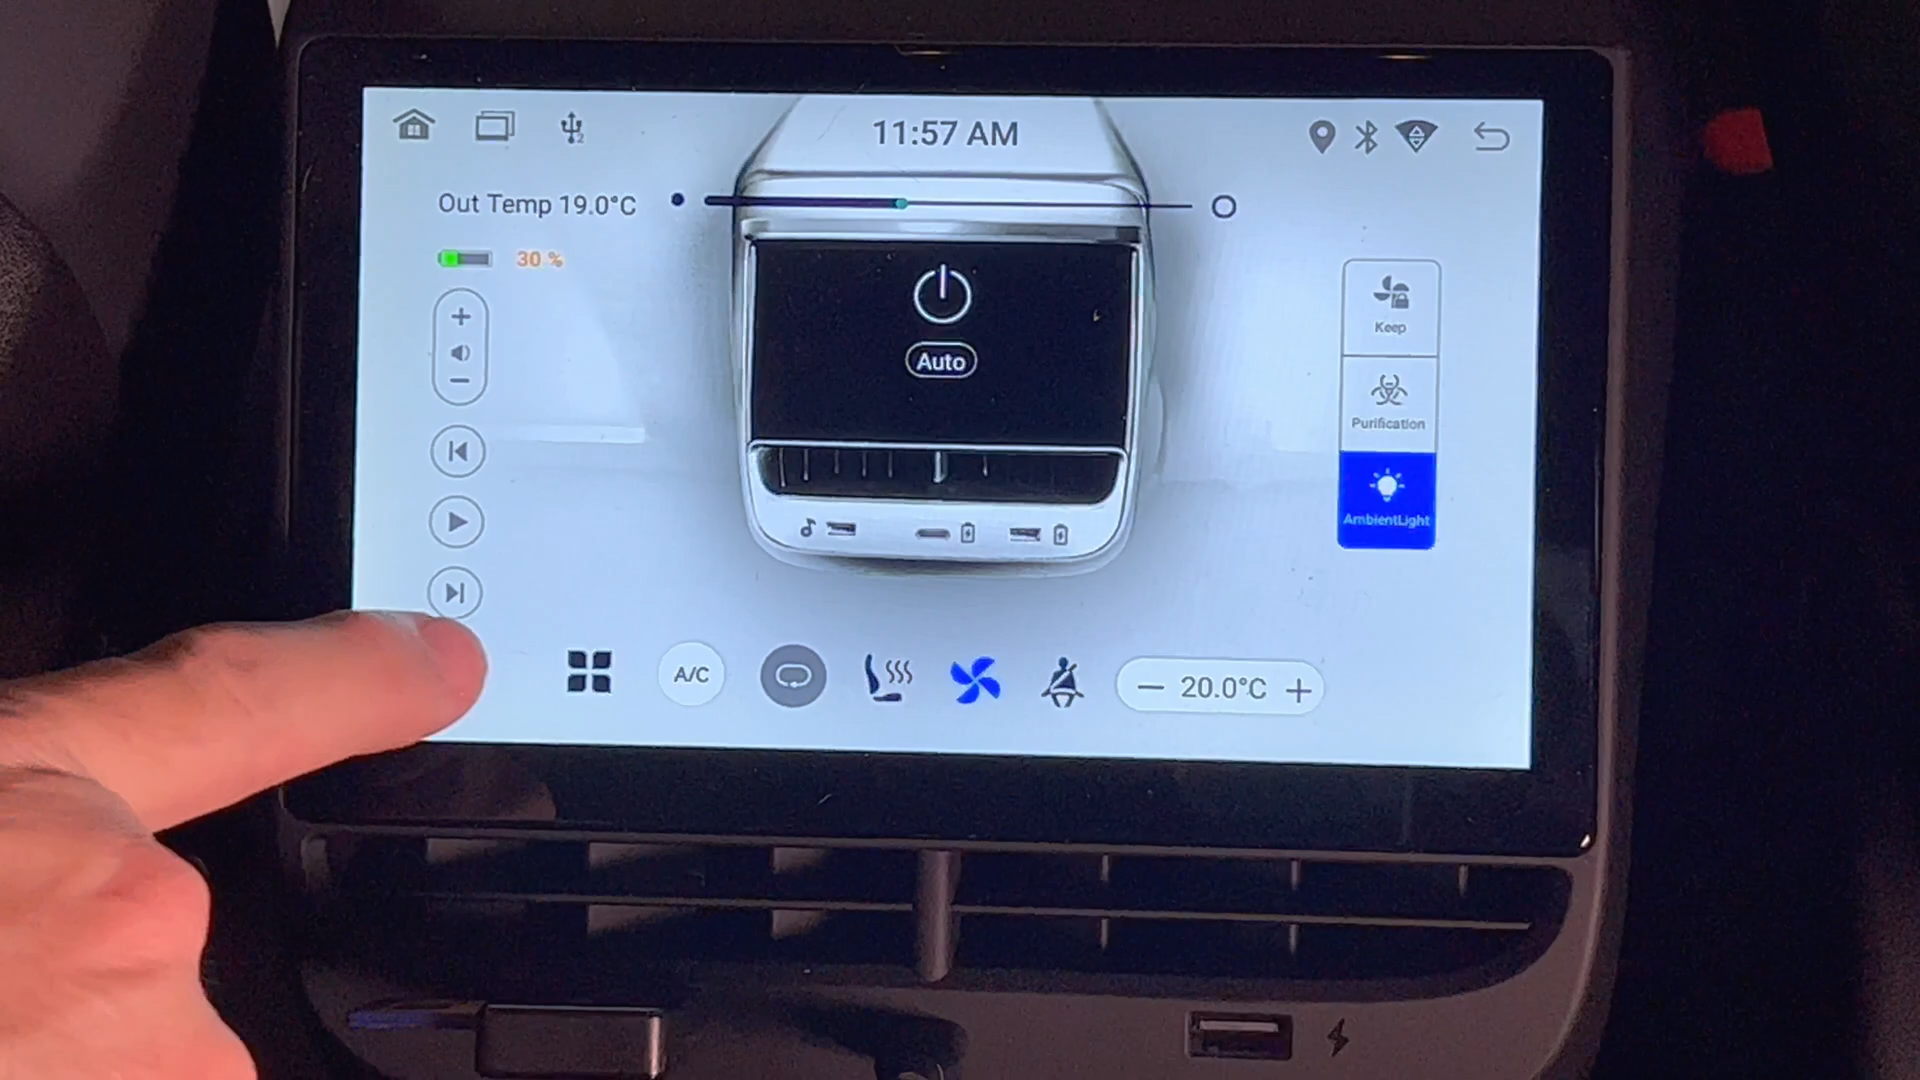 11:57 AM
Out Temp 19.0°C
30 %
+
−
Auto
Keep
Purification
AmbientLight
A/C
− 20.0°C +